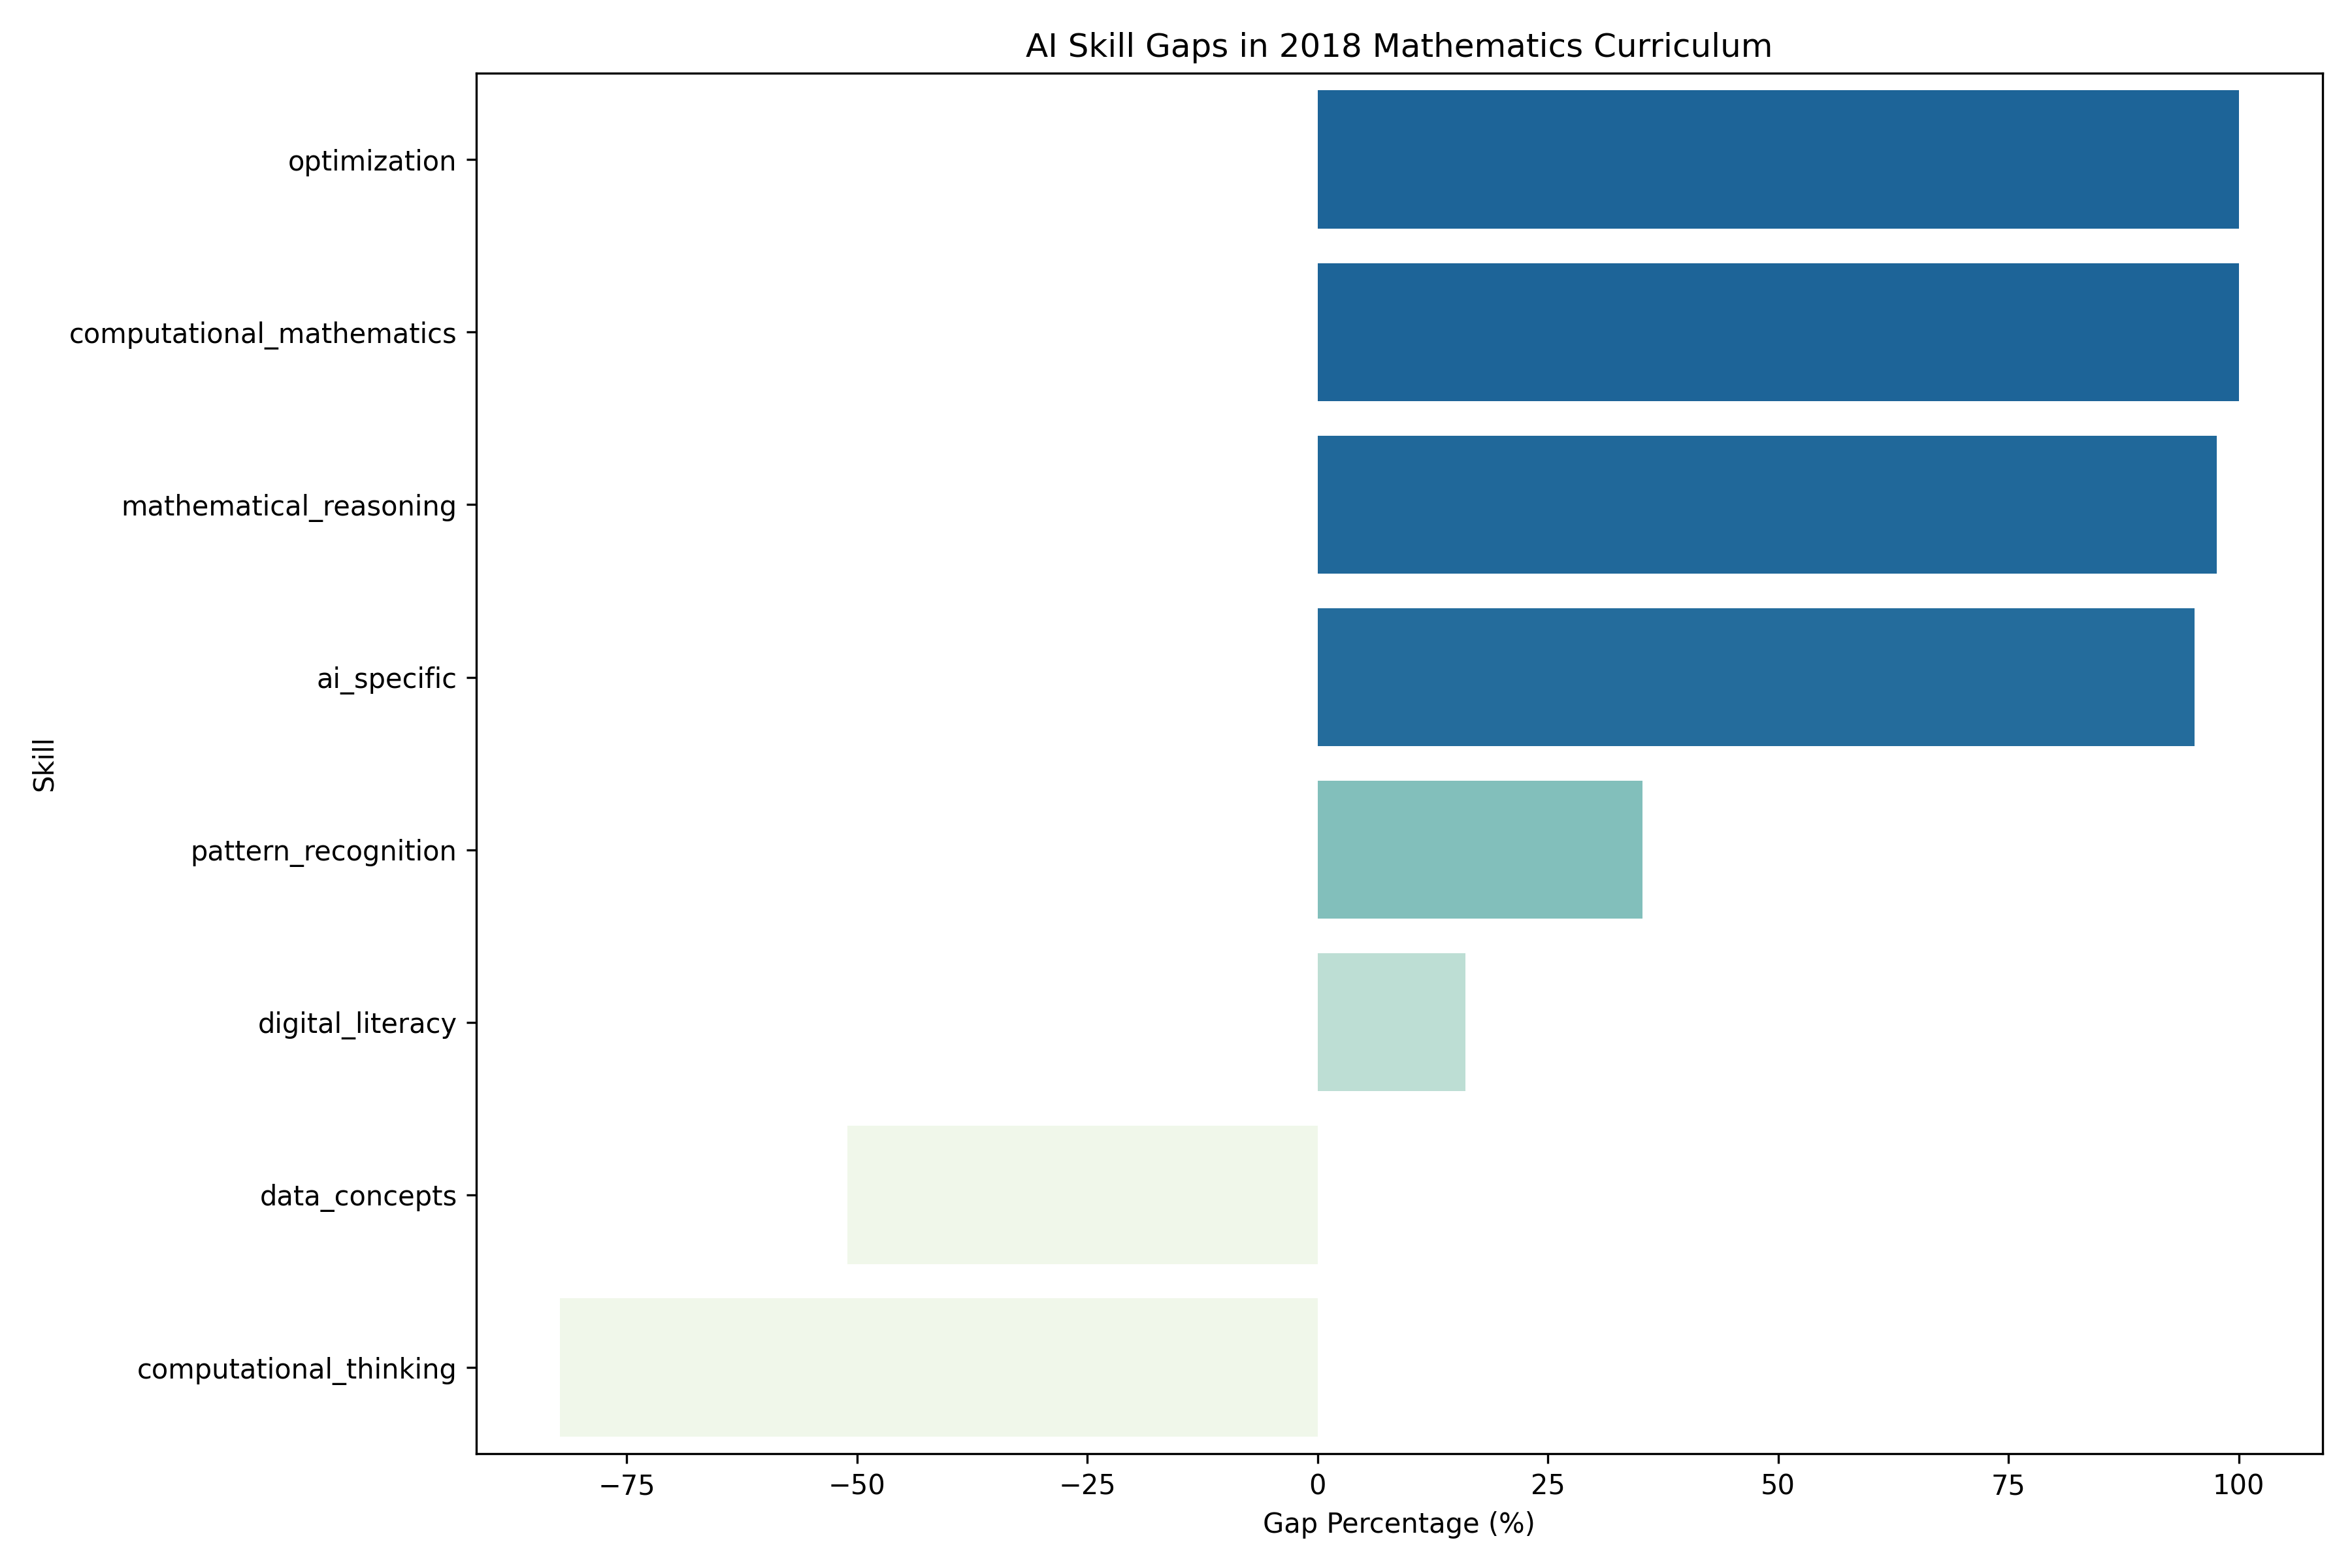 AI Skill Gaps in 2018 Mathematics Curriculum
optimization
computational_mathematics
mathematical_reasoning
ai_specific
pattern_recognition
digital_literacy
data_concepts
computational_thinking
Skill
−75 −50 −25 0 25 50 75 100
Gap Percentage (%)